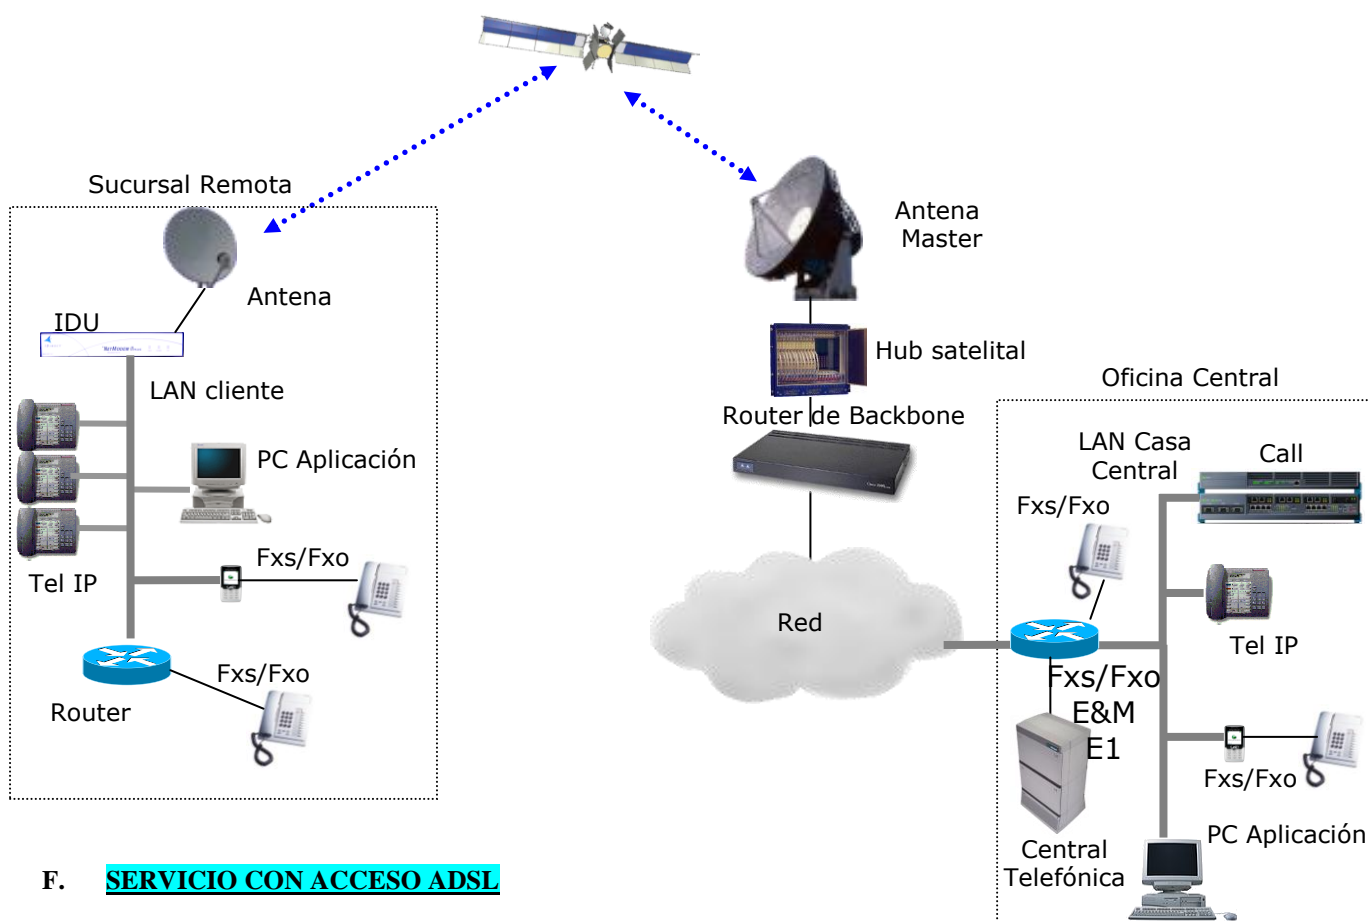 Sucursal Remota
Antena
IDU
LAN cliente
PC Aplicación
Fxs/Fxo
Tel IP
Fxs/Fxo
Router
Antena
Master
Hub satelital
Router de Backbone
Red
Oficina Central
LAN Casa
Central
Call
Fxs/Fxo
Tel IP
Fxs/Fxo
E&M
E1
Fxs/Fxo
Central
Telefónica
PC Aplicación
F. SERVICIO CON ACCESO ADSL